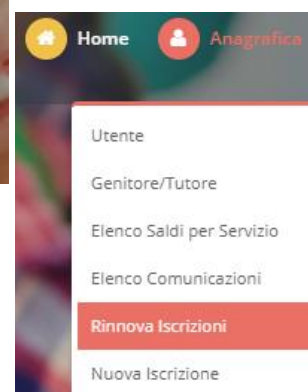 Home Anagrafica
Utente
Genitore/Tutore
Elenco Saldi per Servizio
Elenco Comunicazioni
Rinnova Iscrizioni
Nuova Iscrizione